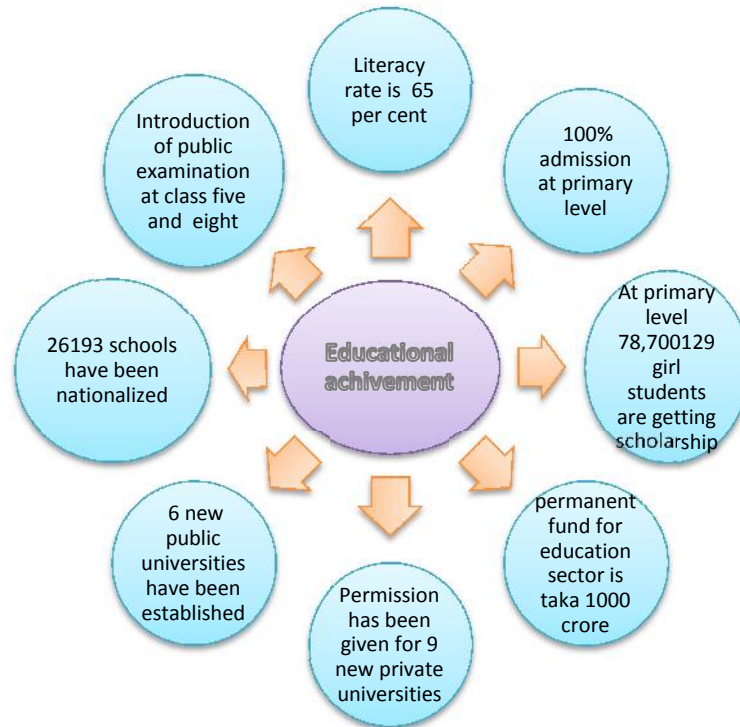 Literacy
rate is 65
per cent
100%
admission
at primary
level
At primary
level
78,700129
girl
students
are getting
scholarship
permanent
fund for
education
sector is
taka 1000
crore
Permission
has been
given for 9
new private
universities
6 new
public
universities
have been
established
26193 schools
have been
nationalized
Introduction
of public
examination
at class five
and eight
Educational
achivement